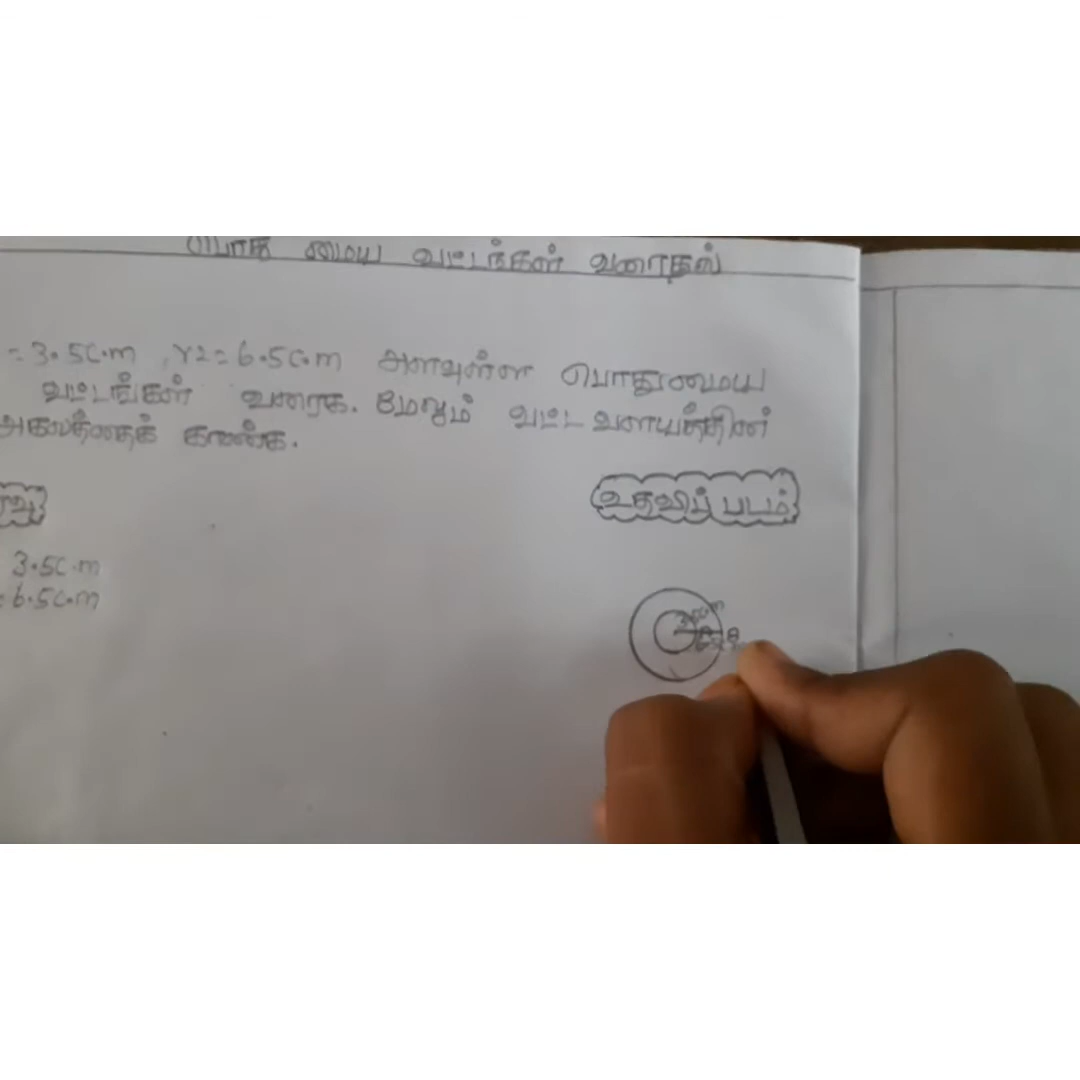 பொது மைய வட்டங்கள் வரைதல்
=3.5c.m, r2=6.5c.m அளவுள்ள பொதுமைய
வட்டங்கள் வரைக. மேலும் வட்ட வளையத்தின்
அகலத்தைக் காண்க.
உதவிப் படம்
3.5c.m
=6.5c.m